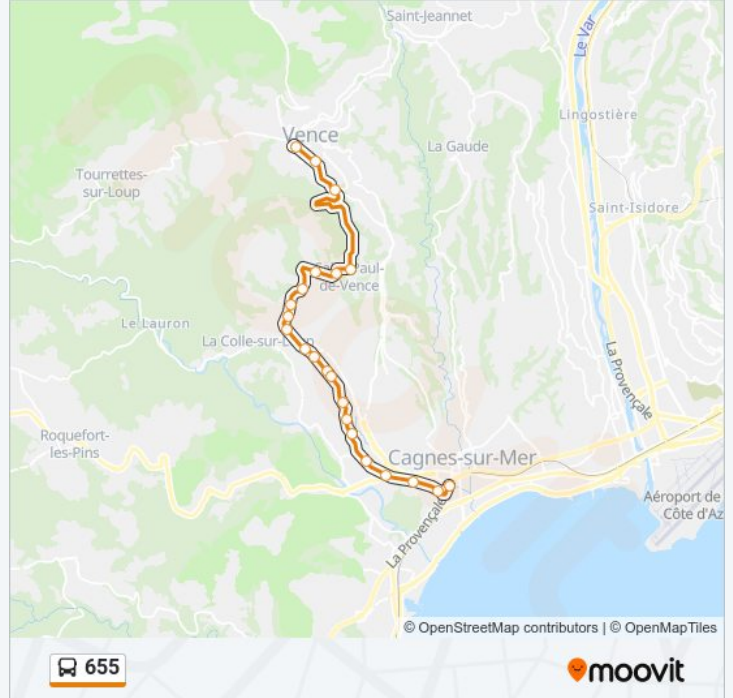 Saint-Jeannet
Le Var
Lingostière
Vence
La Gaude
Tourrettes-
sur-Loup
Saint-Isidore
Saint-Paul-
de-Vence
Le Lauron
La Colle-sur-Loup
La Provençale
Roquefort-
les-Pins
Cagnes-sur-Mer
Aéroport de
Côte d'Az
La Provençale
© OpenStreetMap contributors | © OpenMapTiles
655
moovit